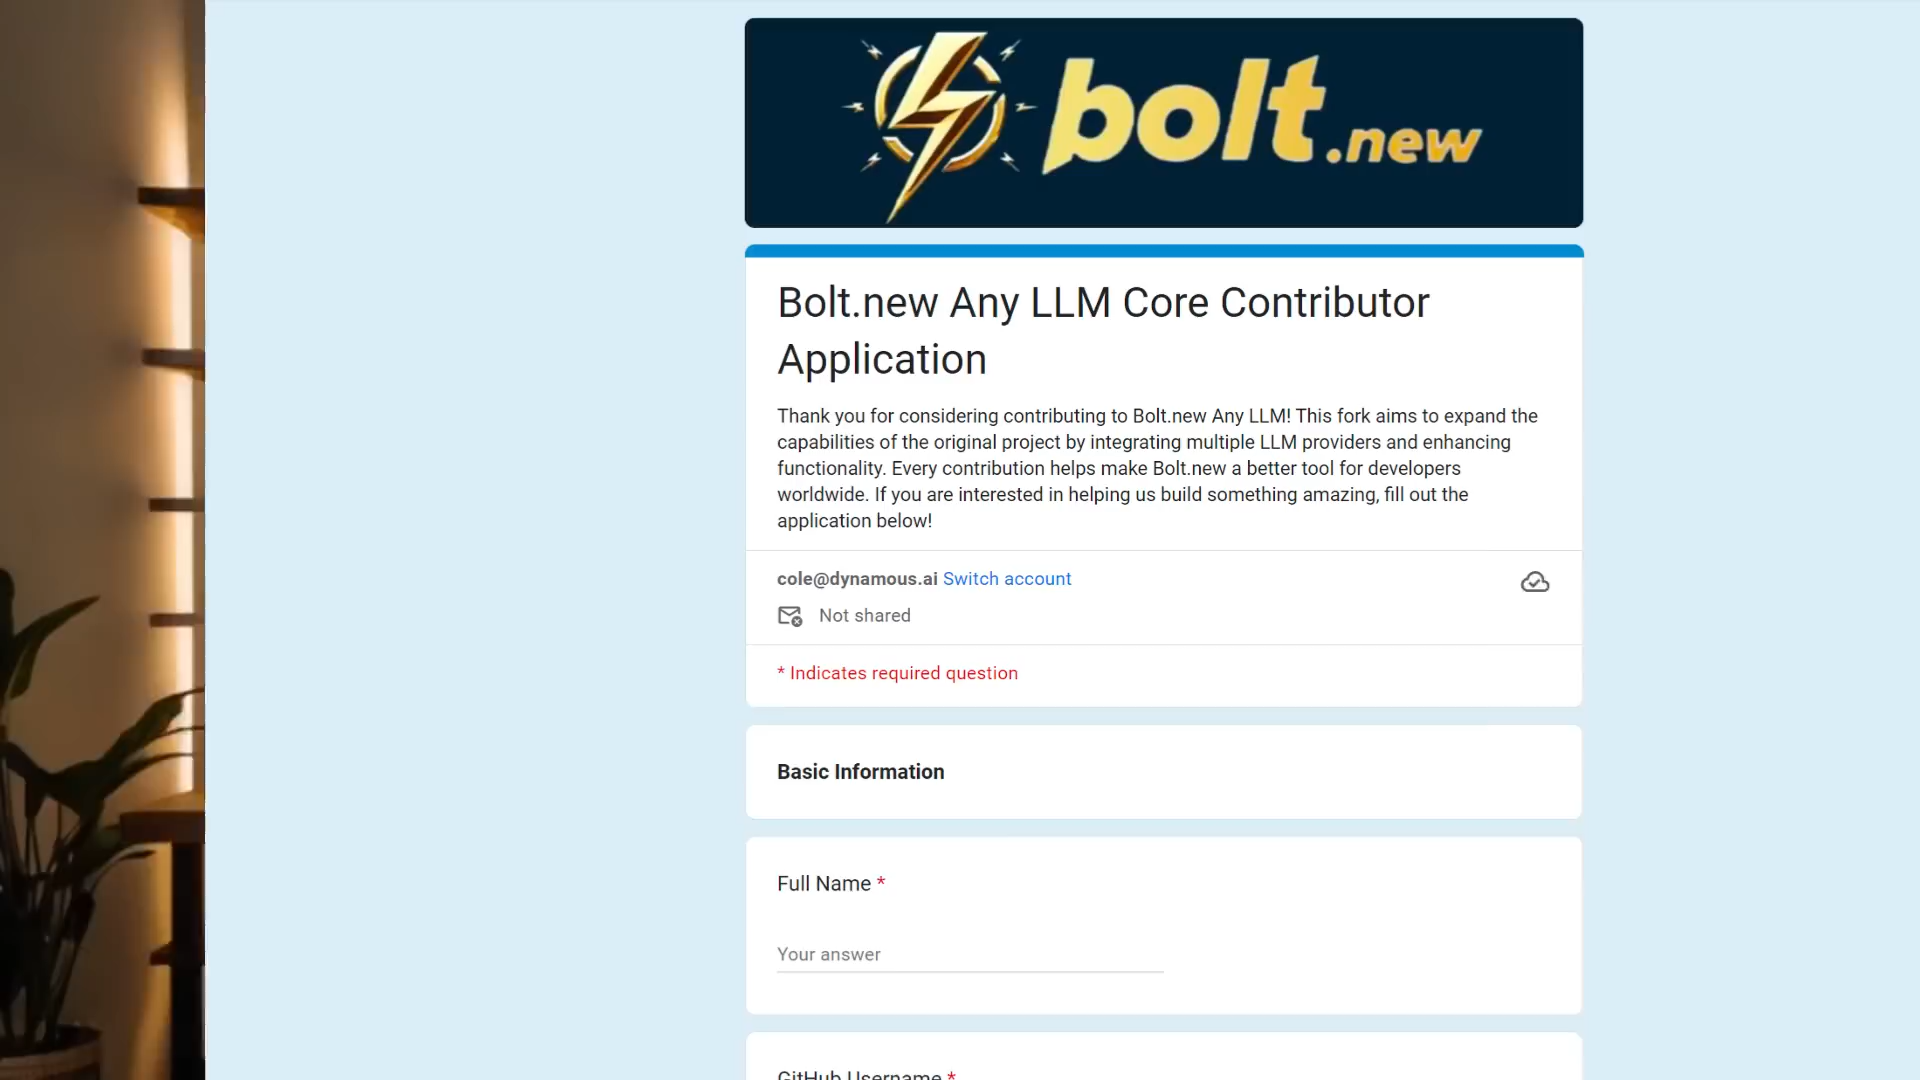 bolt.new
Bolt.new Any LLM Core Contributor
Application
Thank you for considering contributing to Bolt.new Any LLM! This fork aims to expand the
capabilities of the original project by integrating multiple LLM providers and enhancing
functionality. Every contribution helps make Bolt.new a better tool for developers
worldwide. If you are interested in helping us build something amazing, fill out the
application below!
cole@dynamous.ai Switch account
Not shared
* Indicates required question
Basic Information
Full Name *
Your answer
GitHub Username *